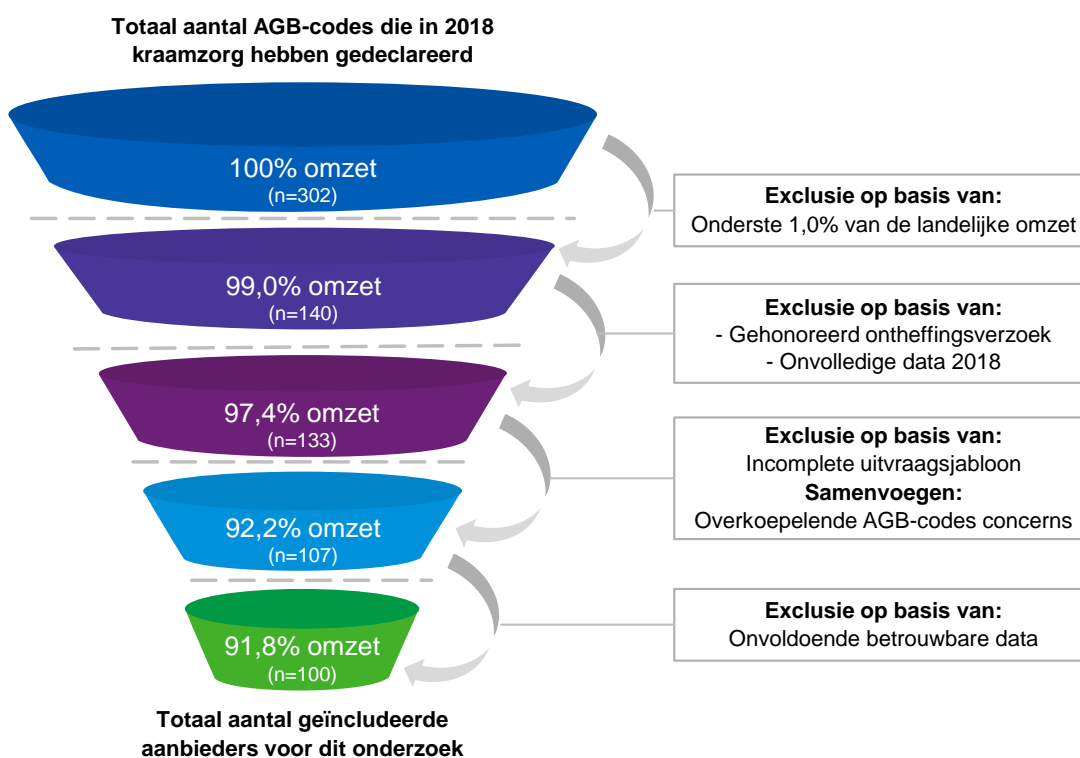 Totaal aantal AGB-codes die in 2018
kraamzorg hebben gedeclareerd
100% omzet
(n=302)
Exclusie op basis van:
Onderste 1,0% van de landelijke omzet
99,0% omzet
(n=140)
Exclusie op basis van:
- Gehonoreerd ontheffingsverzoek
- Onvolledige data 2018
97,4% omzet
(n=133)
Exclusie op basis van:
Incomplete uitvraagsjabloon
Samenvoegen:
Overkoepelende AGB-codes concerns
92,2% omzet
(n=107)
Exclusie op basis van:
Onvoldoende betrouwbare data
91,8% omzet
(n=100)
Totaal aantal geïncludeerde
aanbieders voor dit onderzoek